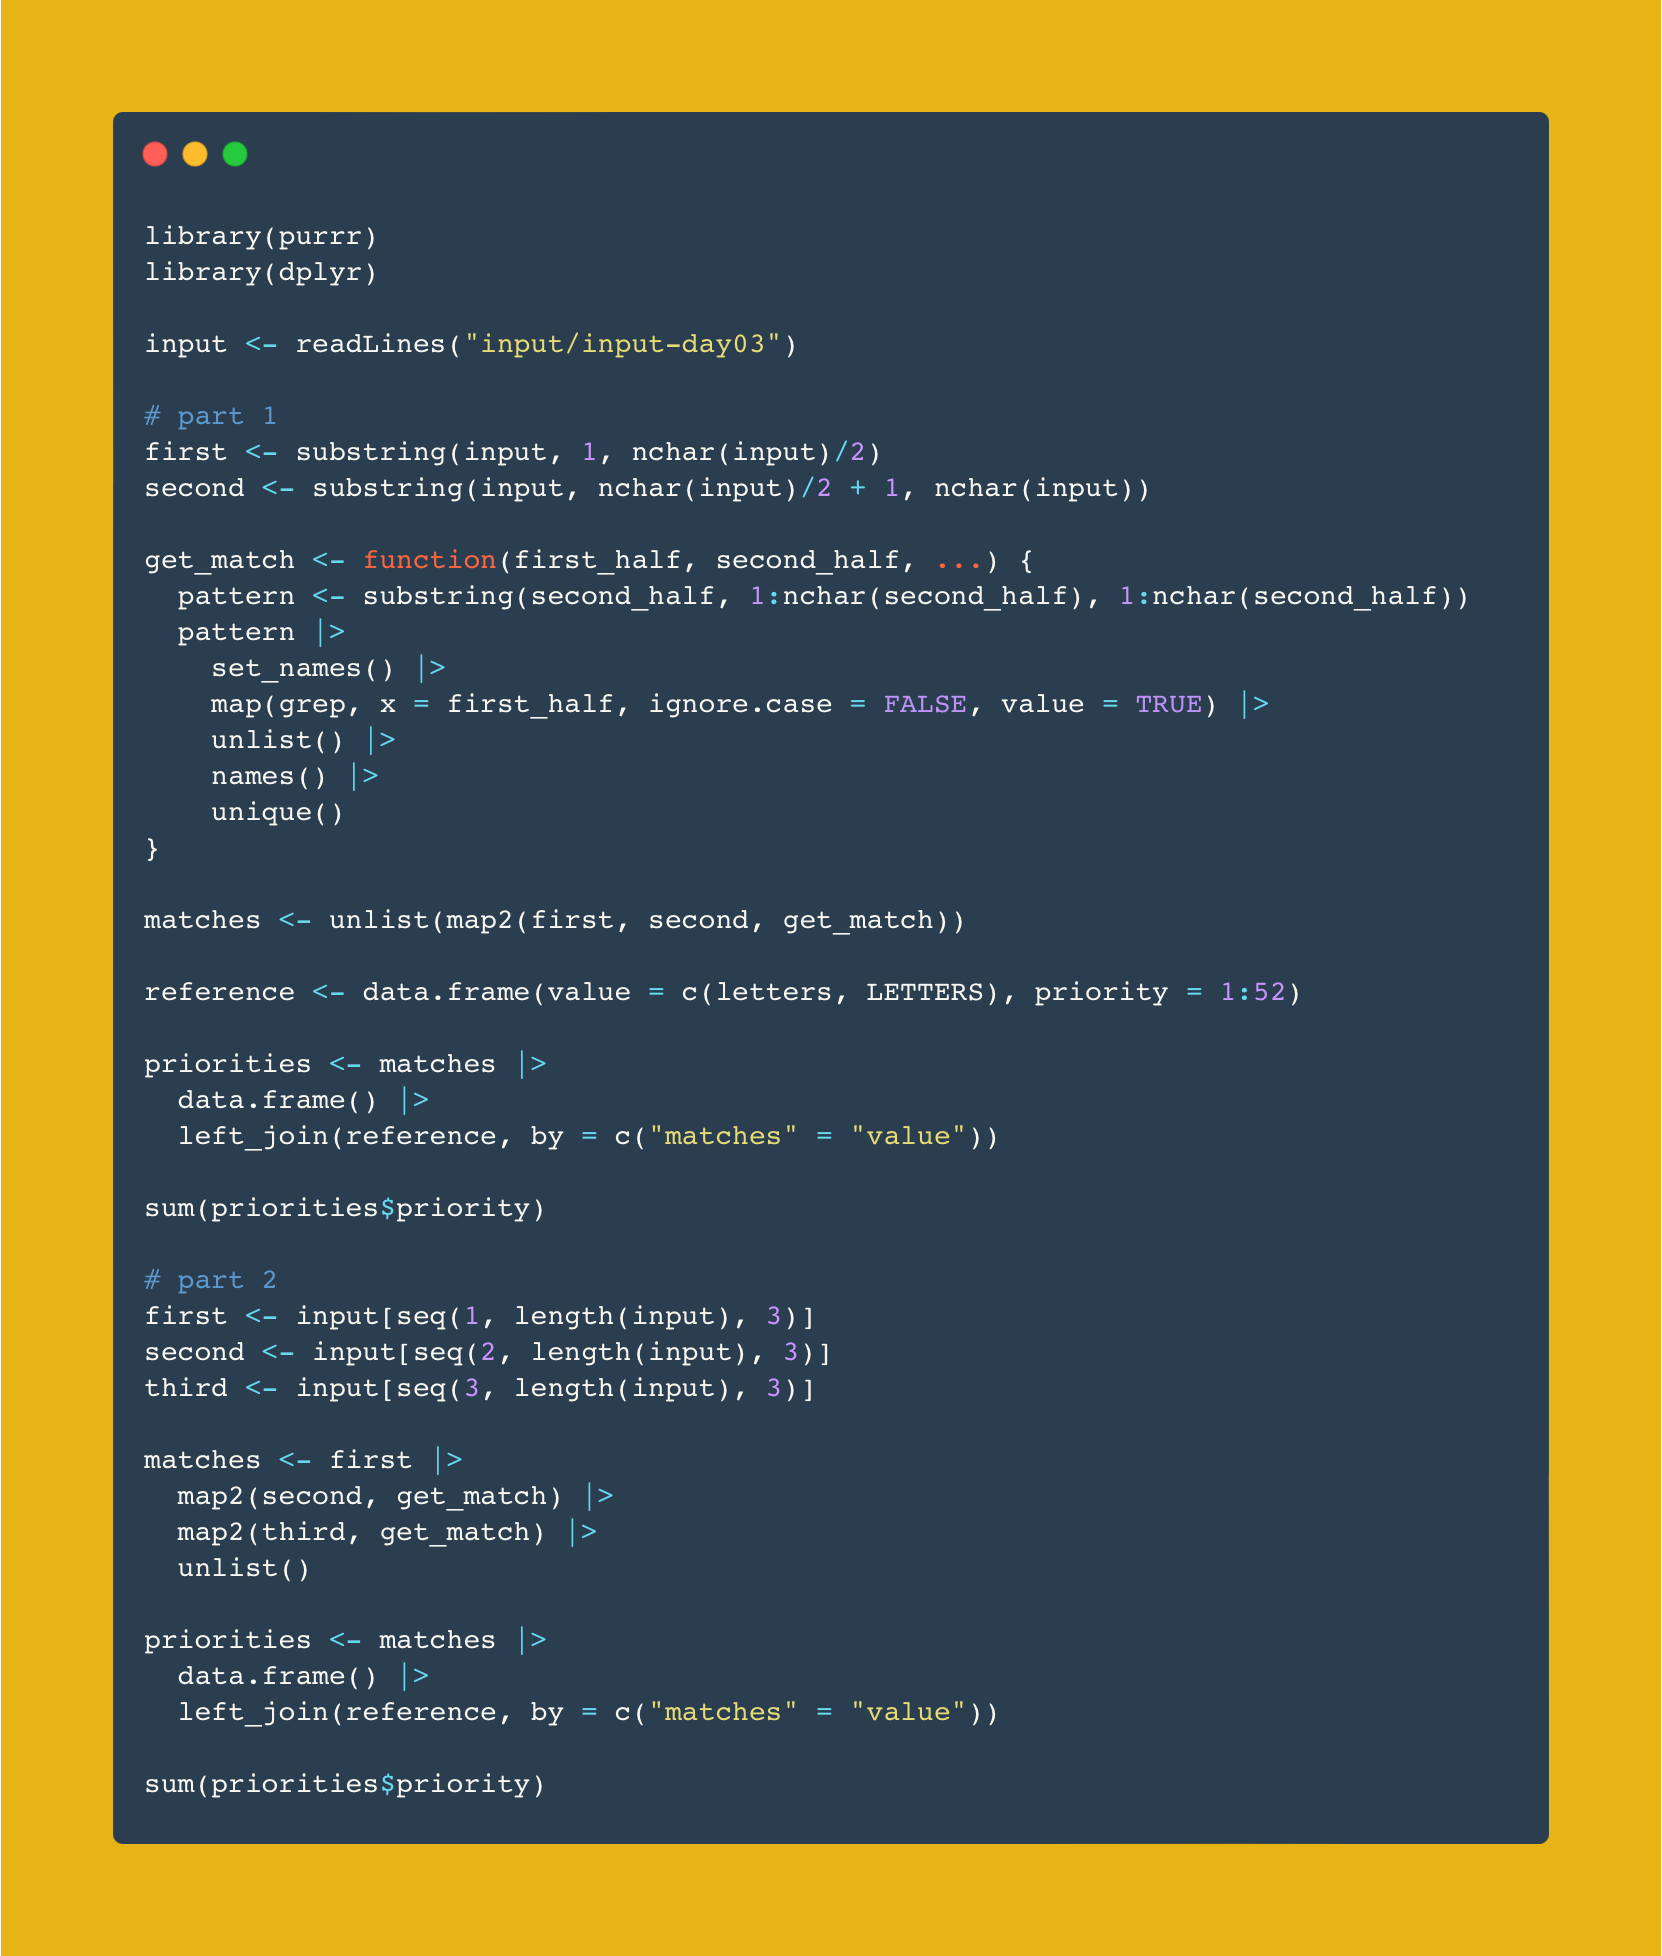 library(purrr)
library(dplyr)

input <- readLines("input/input-day03")

# part 1
first <- substring(input, 1, nchar(input)/2)
second <- substring(input, nchar(input)/2 + 1, nchar(input))

get_match <- function(first_half, second_half, ...) {
  pattern <- substring(second_half, 1:nchar(second_half), 1:nchar(second_half))
  pattern |>
    set_names() |>
    map(grep, x = first_half, ignore.case = FALSE, value = TRUE) |>
    unlist() |>
    names() |>
    unique()
}

matches <- unlist(map2(first, second, get_match))

reference <- data.frame(value = c(letters, LETTERS), priority = 1:52)

priorities <- matches |>
  data.frame() |>
  left_join(reference, by = c("matches" = "value"))

sum(priorities$priority)

# part 2
first <- input[seq(1, length(input), 3)]
second <- input[seq(2, length(input), 3)]
third <- input[seq(3, length(input), 3)]

matches <- first |>
  map2(second, get_match) |>
  map2(third, get_match) |>
  unlist()

priorities <- matches |>
  data.frame() |>
  left_join(reference, by = c("matches" = "value"))

sum(priorities$priority)